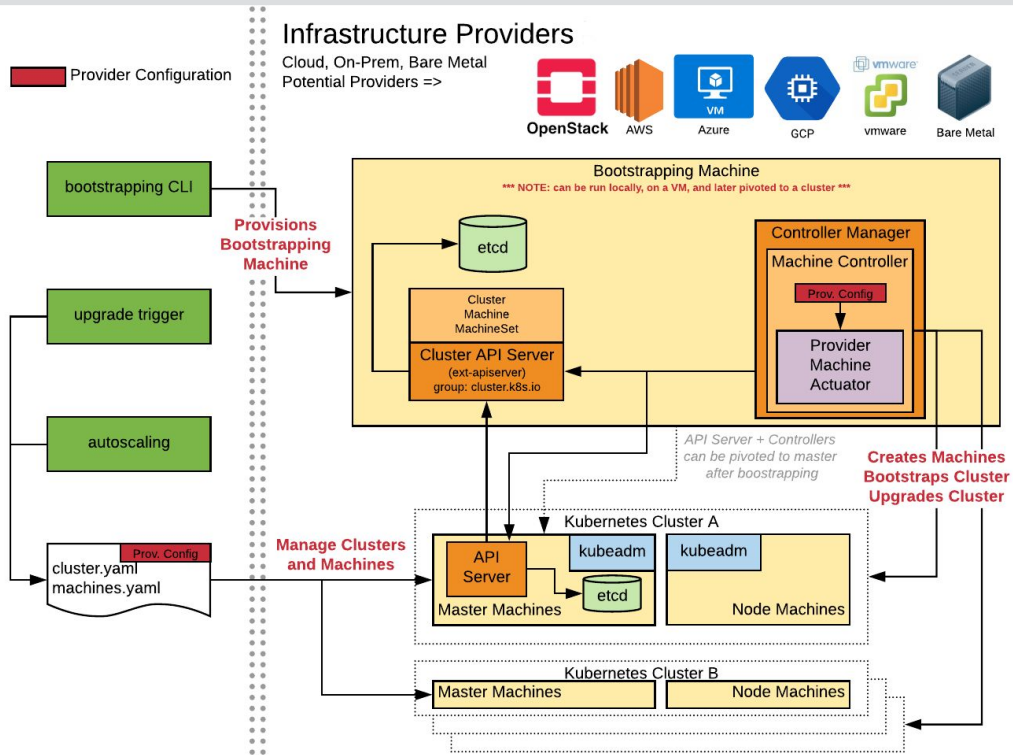 Infrastructure Providers
Cloud, On-Prem, Bare Metal
Potential Providers =>
Provider Configuration
OpenStack
AWS
VM
Azure
GCP
vmware
vmware
SERVER
Bare Metal
bootstrapping CLI
Provisions
Bootstrapping
Machine
upgrade trigger
autoscaling
Prov. Config
cluster.yaml
machines.yaml
Manage Clusters
and Machines
Bootstrapping Machine
*** NOTE: can be run locally, on a VM, and later pivoted to a cluster ***
etcd
Cluster
Machine
MachineSet
Cluster API Server
(ext-apiserver)
group: cluster.k8s.io
Controller Manager
Machine Controller
Prov. Config
Provider
Machine
Actuator
API Server + Controllers
can be pivoted to master
after boostrapping
Creates Machines
Bootstraps Cluster
Upgrades Cluster
Kubernetes Cluster A
API
Server
kubeadm
etcd
Master Machines
kubeadm
Node Machines
Kubernetes Cluster B
Master Machines
Node Machines